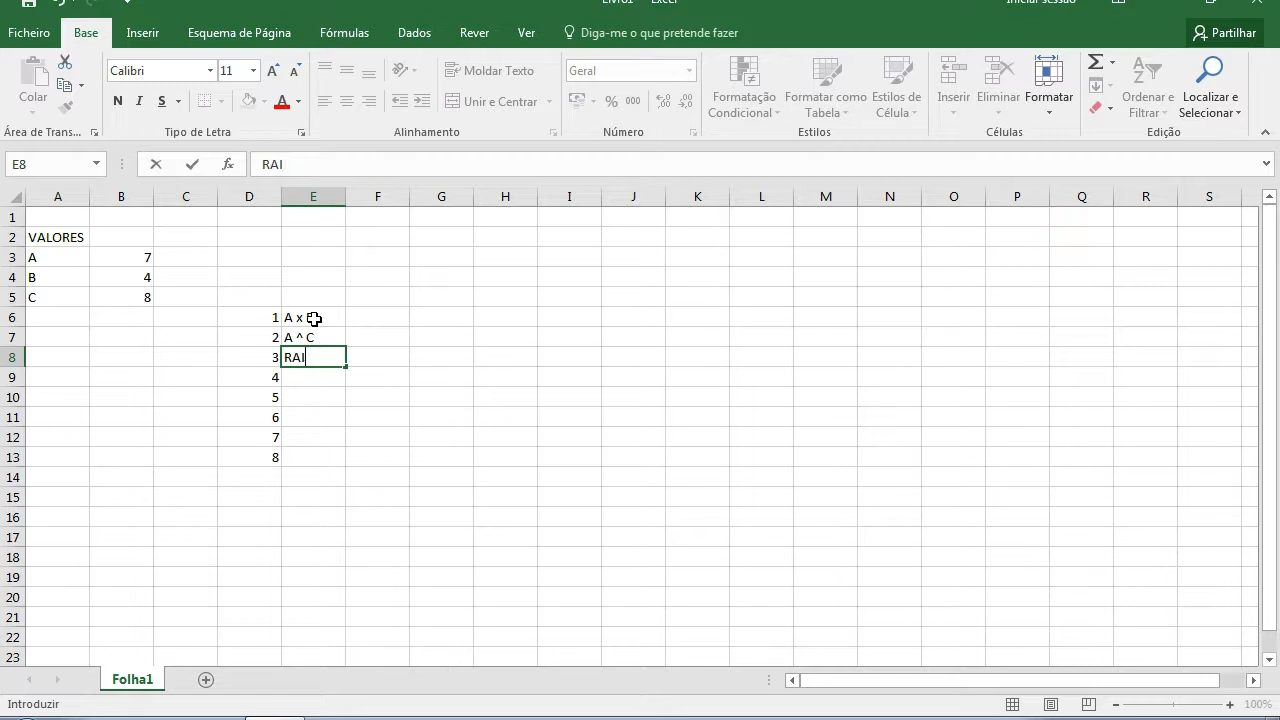 Livro1 - Excel
Iniciar sessão
Ficheiro Base Inserir Esquema de Página Fórmulas Dados Rever Ver Diga-me o que pretende fazer Partilhar
Calibri 11 Moldar Texto Geral
Colar N I S A Unir e Centrar % 000 Formatação Condicional Formatar como Tabela Estilos de Célula Inserir Eliminar Formatar Ordenar e Filtrar Localizar e Selecionar
Área de Trans... Tipo de Letra Alinhamento Número Estilos Células Edição
E8 fx RAI
A B C D E F G H I J K L M N O P Q R S
1
2 VALORES
3 A 7
4 B 4
5 C 8
6 1 A x
7 2 A ^ C
8 3 RAI
9 4
10 5
11 6
12 7
13 8
14
15
16
17
18
19
20
21
22
23
Folha1
Introduzir 100%